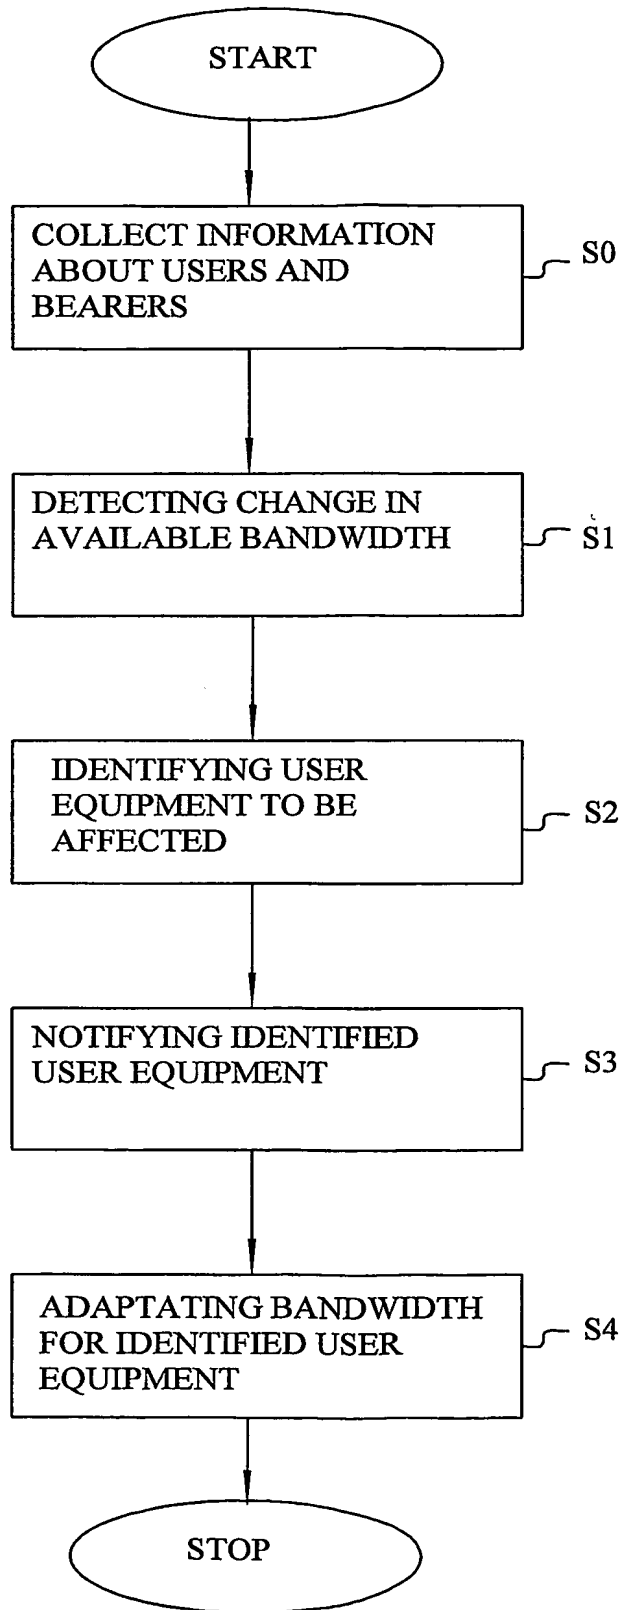 START
COLLECT INFORMATION
ABOUT USERS AND
BEARERS
S0
DETECTING CHANGE IN
AVAILABLE BANDWIDTH
S1
IDENTIFYING USER
EQUIPMENT TO BE
AFFECTED
S2
NOTIFYING IDENTIFIED
USER EQUIPMENT
S3
ADAPTATING BANDWIDTH
FOR IDENTIFIED USER
EQUIPMENT
S4
STOP